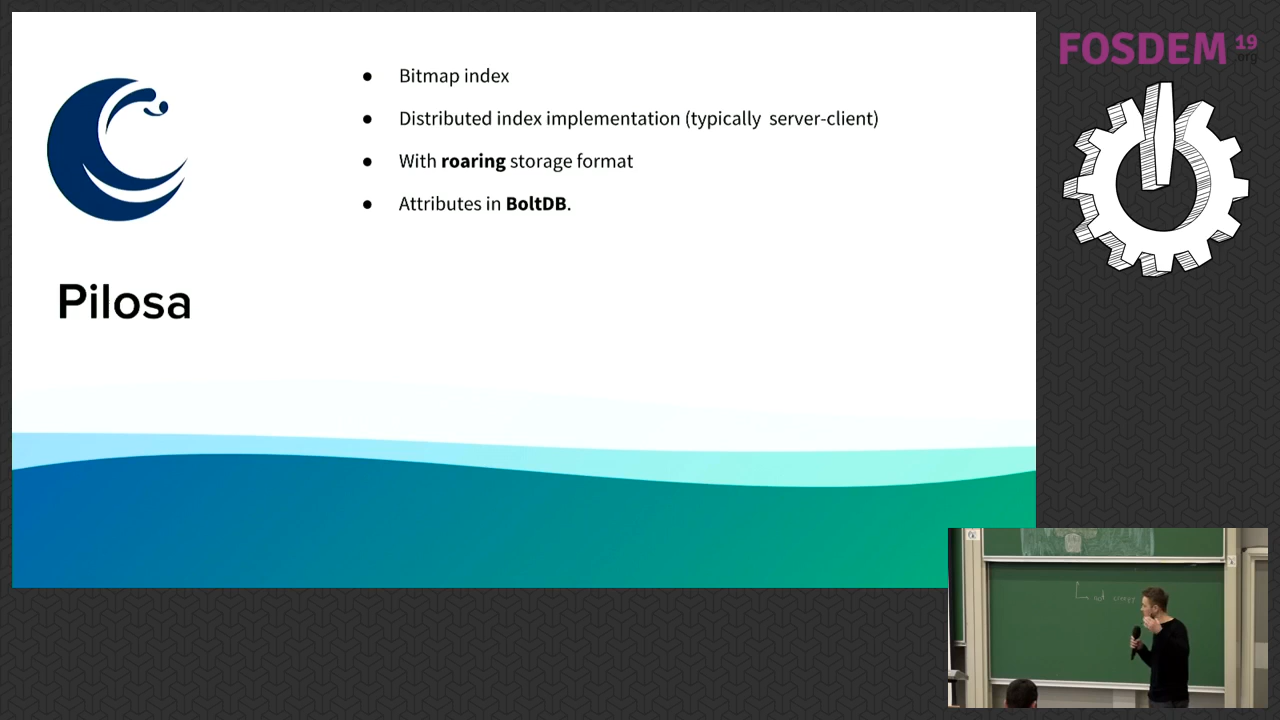 Bitmap index
Distributed index implementation (typically server-client)
With roaring storage format
Attributes in BoltDB.
Pilosa
FOSDEM 19
.org